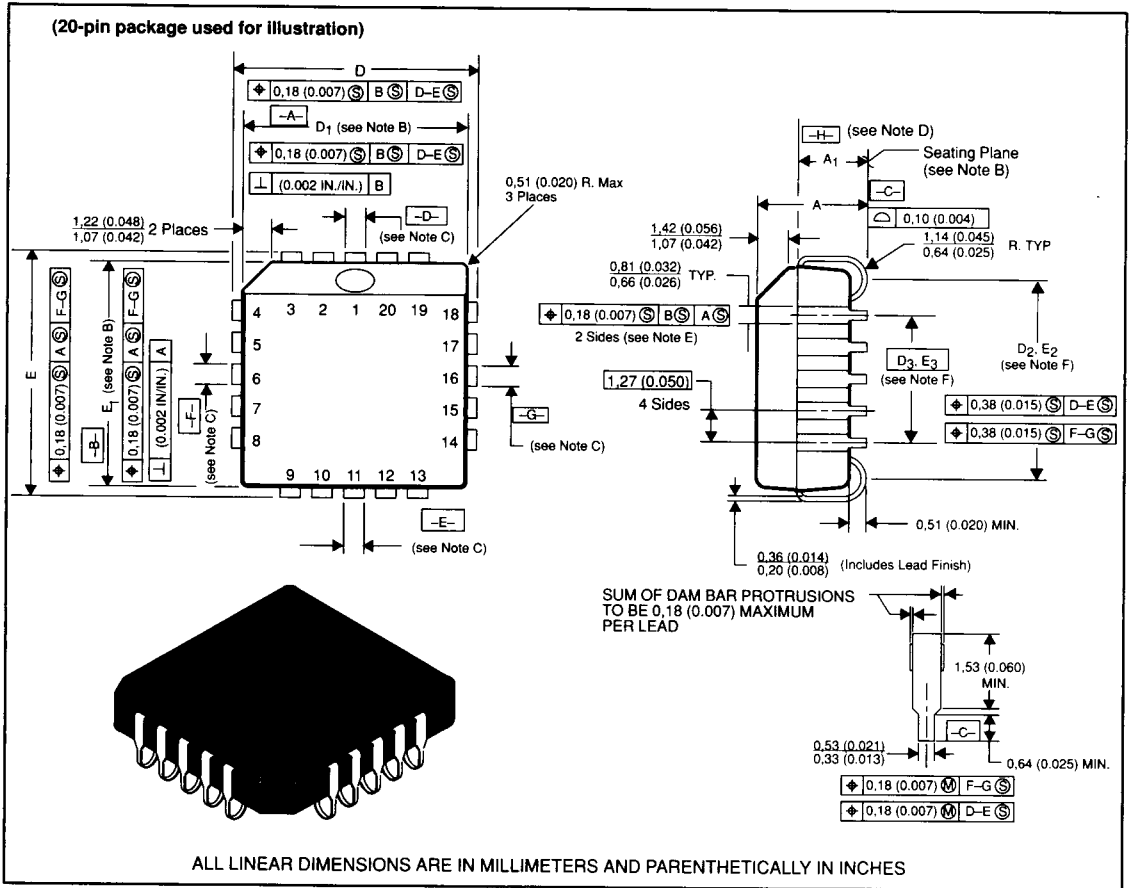 (20-pin package used for illustration)
D
⌖ 0,18 (0.007) Ⓢ B Ⓢ D–E Ⓢ
–A–
D1 (see Note B)
⌖ 0,18 (0.007) Ⓢ B Ⓢ D–E Ⓢ
⊥ (0.002 IN./IN.) B
0,51 (0.020) R. Max
3 Places
1,22 (0.048)
1,07 (0.042)
2 Places
–D–
(see Note C)
3 2 1 20 19
4
5
6
7
8
18
17
16
15
14
9 10 11 12 13
E
⌖ 0,18 (0.007) Ⓢ A Ⓢ F–G Ⓢ
–B–
E1 (see Note B)
⌖ 0,18 (0.007) Ⓢ A Ⓢ F–G Ⓢ
⊥ (0.002 IN/IN.) A
–F–
(see Note C)
–G–
(see Note C)
–E–
(see Note C)
–H– (see Note D)
A1
Seating Plane
(see Note B)
–C–
A
⌓ 0,10 (0.004)
1,42 (0.056)
1,07 (0.042)
1,14 (0.045)
0,64 (0.025)
R. TYP
0,81 (0.032)
0,66 (0.026)
TYP.
⌖ 0,18 (0.007) Ⓢ B Ⓢ A Ⓢ
2 Sides (see Note E)
1,27 (0.050)
4 Sides
D3, E3
(see Note F)
D2, E2
(see Note F)
⌖ 0,38 (0.015) Ⓢ D–E Ⓢ
⌖ 0,38 (0.015) Ⓢ F–G Ⓢ
0,51 (0.020) MIN.
0,36 (0.014)
0,20 (0.008)
(Includes Lead Finish)
SUM OF DAM BAR PROTRUSIONS
TO BE 0,18 (0.007) MAXIMUM
PER LEAD
1,53 (0.060)
MIN.
–C–
0,53 (0.021)
0,33 (0.013)
0,64 (0.025) MIN.
⌖ 0,18 (0.007) Ⓜ F–G Ⓢ
⌖ 0,18 (0.007) Ⓜ D–E Ⓢ
ALL LINEAR DIMENSIONS ARE IN MILLIMETERS AND PARENTHETICALLY IN INCHES